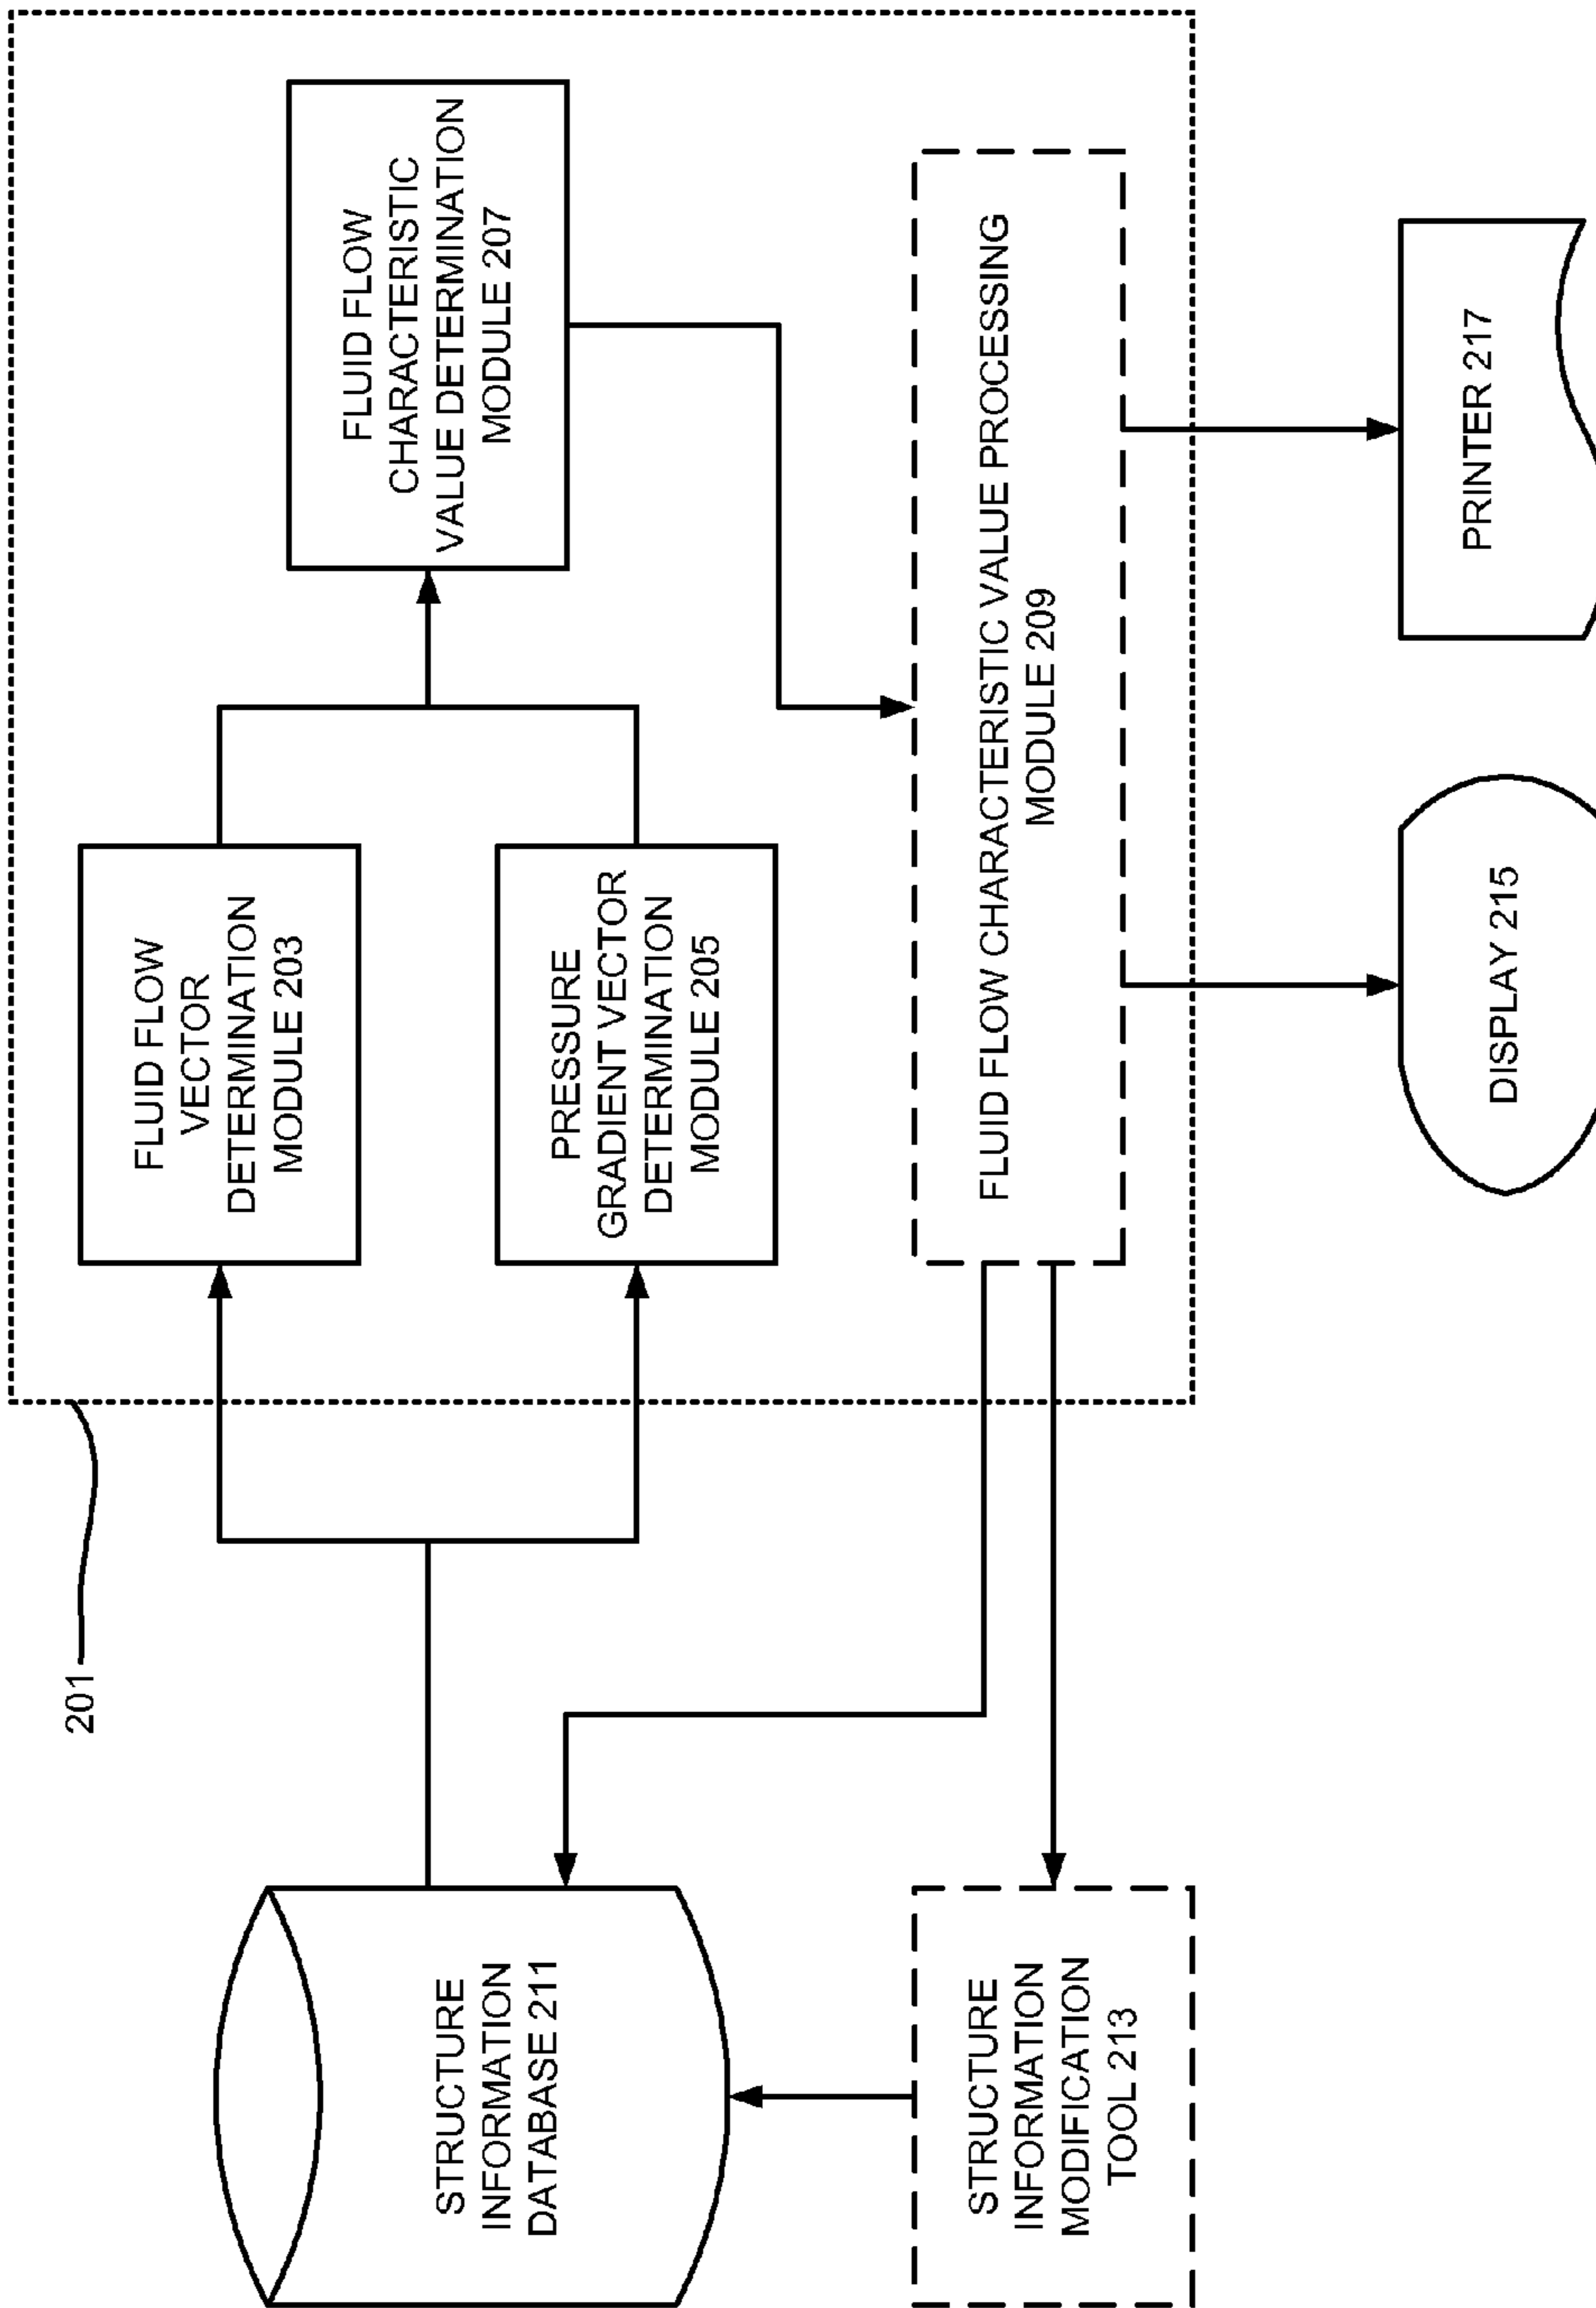 201
STRUCTURE
INFORMATION
DATABASE 211
FLUID FLOW
VECTOR
DETERMINATION
MODULE 203
PRESSURE
GRADIENT VECTOR
DETERMINATION
MODULE 205
FLUID FLOW
CHARACTERISTIC
VALUE DETERMINATION
MODULE 207
FLUID FLOW CHARACTERISTIC VALUE PROCESSING
MODULE 209
STRUCTURE
INFORMATION
MODIFICATION
TOOL 213
DISPLAY 215
PRINTER 217